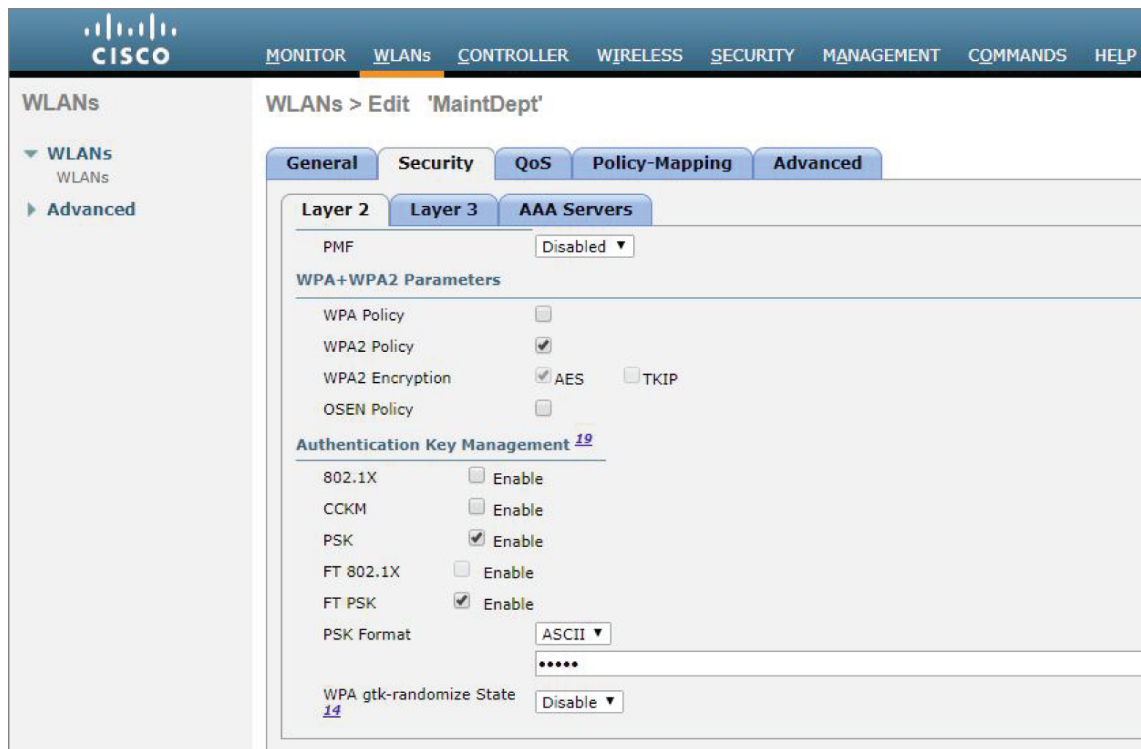 CISCO
MONITOR WLANs CONTROLLER WIRELESS SECURITY MANAGEMENT COMMANDS HELP
WLANs
WLANs
WLANs
Advanced
WLANs > Edit 'MaintDept'
General Security QoS Policy-Mapping Advanced
Layer 2 Layer 3 AAA Servers
PMF Disabled
WPA+WPA2 Parameters
WPA Policy
WPA2 Policy
WPA2 Encryption AES TKIP
OSEN Policy
Authentication Key Management 19
802.1X Enable
CCKM Enable
PSK Enable
FT 802.1X Enable
FT PSK Enable
PSK Format ASCII
•••••
WPA gtk-randomize State Disable
14